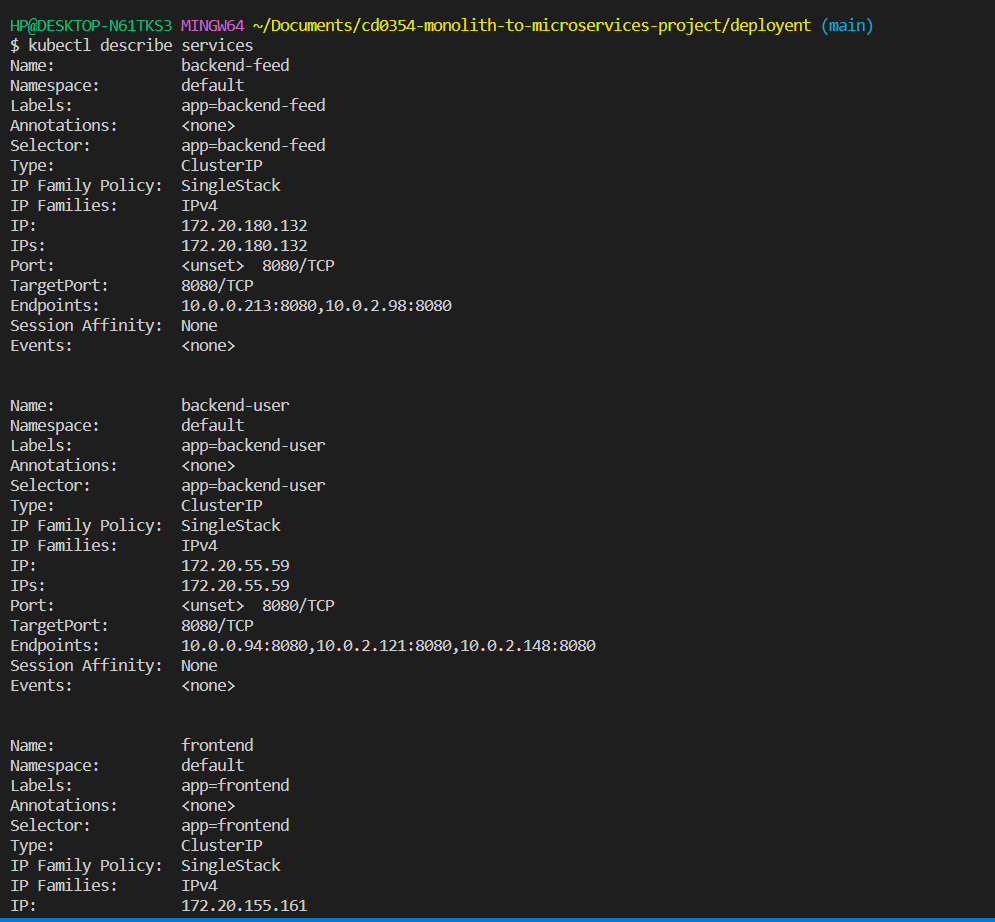 HP@DESKTOP-N61TKS3 MINGW64 ~/Documents/cd0354-monolith-to-microservices-project/deployent (main)
$ kubectl describe services
Name:              backend-feed
Namespace:         default
Labels:            app=backend-feed
Annotations:       <none>
Selector:          app=backend-feed
Type:              ClusterIP
IP Family Policy:  SingleStack
IP Families:       IPv4
IP:                172.20.180.132
IPs:               172.20.180.132
Port:              <unset>  8080/TCP
TargetPort:        8080/TCP
Endpoints:         10.0.0.213:8080,10.0.2.98:8080
Session Affinity:  None
Events:            <none>
Name:              backend-user
Namespace:         default
Labels:            app=backend-user
Annotations:       <none>
Selector:          app=backend-user
Type:              ClusterIP
IP Family Policy:  SingleStack
IP Families:       IPv4
IP:                172.20.55.59
IPs:               172.20.55.59
Port:              <unset>  8080/TCP
TargetPort:        8080/TCP
Endpoints:         10.0.0.94:8080,10.0.2.121:8080,10.0.2.148:8080
Session Affinity:  None
Events:            <none>
Name:              frontend
Namespace:         default
Labels:            app=frontend
Annotations:       <none>
Selector:          app=frontend
Type:              ClusterIP
IP Family Policy:  SingleStack
IP Families:       IPv4
IP:                172.20.155.161